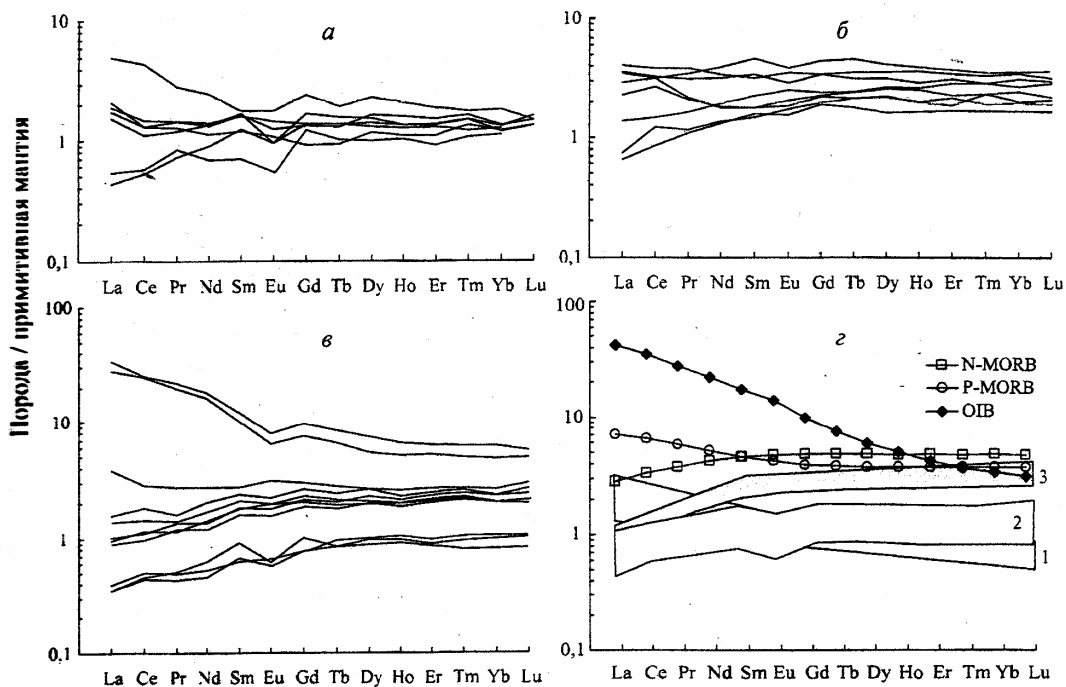 Порода / примитивная мантия
а
10
1
0,1
La Ce Pr Nd Sm Eu Gd Tb Dy Ho Er Tm Yb Lu
б
10
1
0,1
La Ce Pr Nd Sm Eu Gd Tb Dy Ho Er Tm Yb Lu
в
100
10
1
0,1
La Ce Pr Nd Sm Eu Gd Tb Dy Ho Er Tm Yb Lu
г
100
10
1
0,1
N-MORB
P-MORB
OIB
3
2
1
La Ce Pr Nd Sm Eu Gd Tb Dy Ho Er Tm Yb Lu